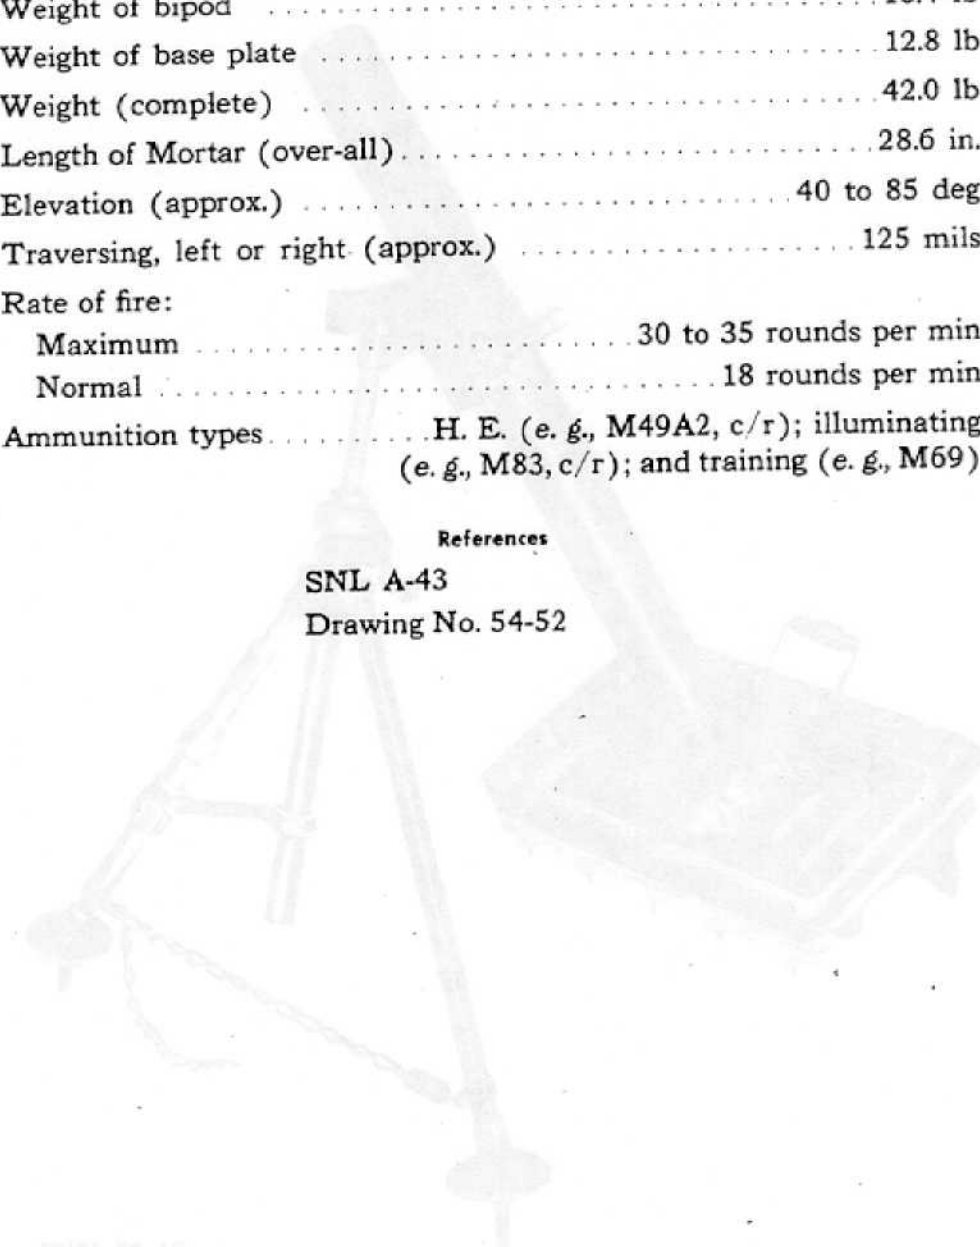 Weight of bipod ........................................
Weight of base plate ........................................ 12.8 lb
Weight (complete) ........................................ 42.0 lb
Length of Mortar (over-all) ........................................ 28.6 in.
Elevation (approx.) ........................................ 40 to 85 deg
Traversing, left or right (approx.) .................... 125 mils
Rate of fire:
Maximum .............................. 30 to 35 rounds per min
Normal ........................................ 18 rounds per min
Ammunition types .......... H. E. (e. g., M49A2, c/r); illuminating
(e. g., M83, c/r); and training (e. g., M69)
References
SNL A-43
Drawing No. 54-52